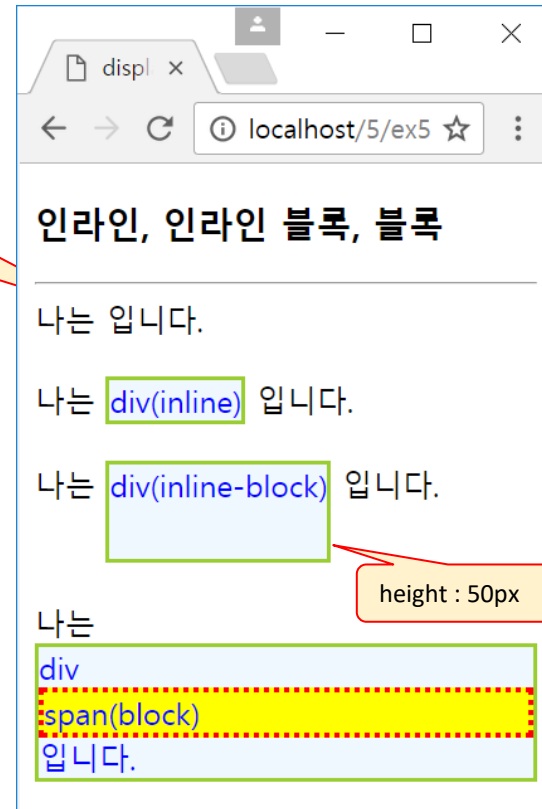 displ
localhost/5/ex5
인라인, 인라인 블록, 블록
나는 입니다.
나는 div(inline) 입니다.
나는 div(inline-block) 입니다.
height : 50px
나는
div
span(block)
입니다.